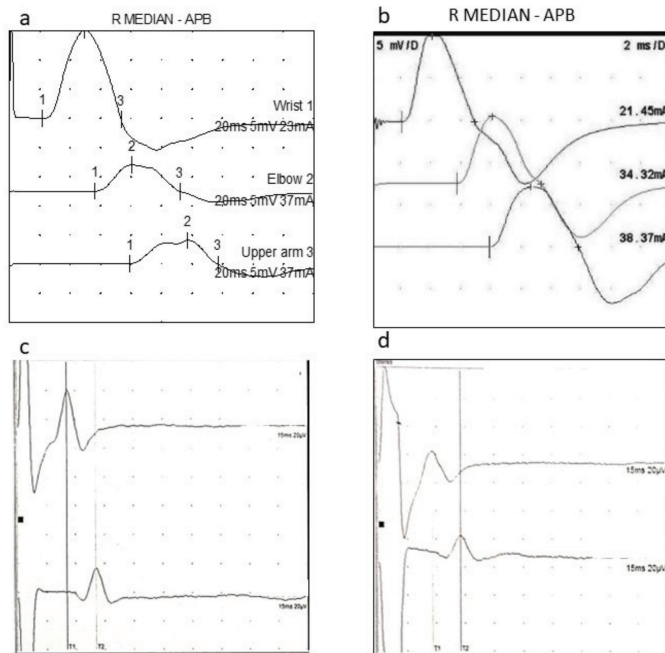 a
R MEDIAN - APB
1
3
Wrist 1
20ms 5mV 23mA
2
1
3
Elbow 2
20ms 5mV 37mA
2
1
3
Upper arm 3
20ms 5mV 37mA
b
R MEDIAN - APB
5 mV/D
2 ms/D
21.45mA
34.32mA
38.37mA
c
15ms 20µV
15ms 20µV
T1
T2
d
15ms 20µV
15ms 20µV
T1
T2